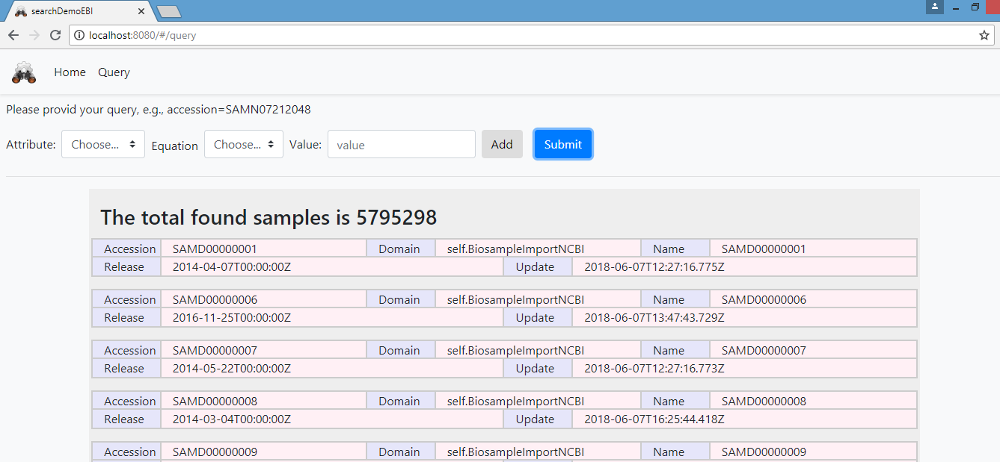 searchDemoEBI
localhost:8080/#/query
Home Query
Please provid your query, e.g., accession=SAMN07212048
Attribute: Choose... Equation Choose... Value: value Add Submit
The total found samples is 5795298
Accession SAMD00000001 Domain self.BiosampleImportNCBI Name SAMD00000001
Release 2014-04-07T00:00:00Z Update 2018-06-07T12:27:16.775Z
Accession SAMD00000006 Domain self.BiosampleImportNCBI Name SAMD00000006
Release 2016-11-25T00:00:00Z Update 2018-06-07T13:47:43.729Z
Accession SAMD00000007 Domain self.BiosampleImportNCBI Name SAMD00000007
Release 2014-05-22T00:00:00Z Update 2018-06-07T12:27:16.773Z
Accession SAMD00000008 Domain self.BiosampleImportNCBI Name SAMD00000008
Release 2014-03-04T00:00:00Z Update 2018-06-07T16:25:44.418Z
Accession SAMD00000009 Domain self.BiosampleImportNCBI Name SAMD00000009